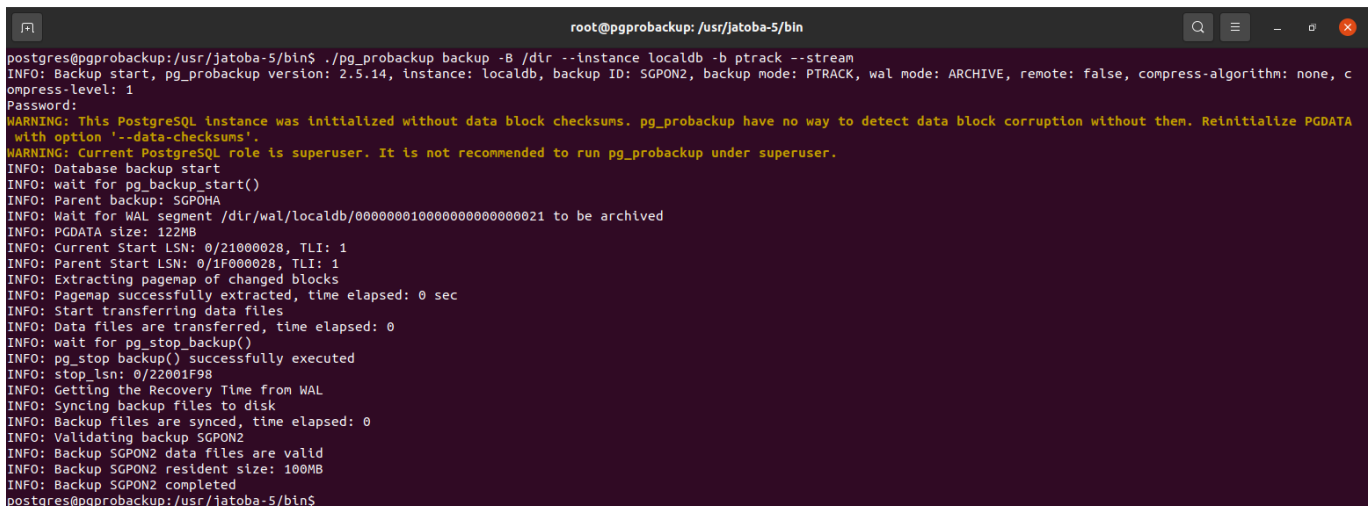 root@pgprobackup: /usr/jatoba-5/bin
postgres@pgprobackup:/usr/jatoba-5/bin$ ./pg_probackup backup -B /dir --instance localdb -b ptrack --stream
INFO: Backup start, pg_probackup version: 2.5.14, instance: localdb, backup ID: SGPON2, backup mode: PTRACK, wal mode: ARCHIVE, remote: false, compress-algorithm: none, c
ompress-level: 1
Password:
WARNING: This PostgreSQL instance was initialized without data block checksums. pg_probackup have no way to detect data block corruption without them. Reinitialize PGDATA
 with option '--data-checksums'.
WARNING: Current PostgreSQL role is superuser. It is not recommended to run pg_probackup under superuser.
INFO: Database backup start
INFO: wait for pg_backup_start()
INFO: Parent backup: SGPOHA
INFO: Wait for WAL segment /dir/wal/localdb/000000010000000000000021 to be archived
INFO: PGDATA size: 122MB
INFO: Current Start LSN: 0/21000028, TLI: 1
INFO: Parent Start LSN: 0/1F000028, TLI: 1
INFO: Extracting pagemap of changed blocks
INFO: Pagemap successfully extracted, time elapsed: 0 sec
INFO: Start transferring data files
INFO: Data files are transferred, time elapsed: 0
INFO: wait for pg_stop_backup()
INFO: pg_stop backup() successfully executed
INFO: stop_lsn: 0/22001F98
INFO: Getting the Recovery Time from WAL
INFO: Syncing backup files to disk
INFO: Backup files are synced, time elapsed: 0
INFO: Validating backup SGPON2
INFO: Backup SGPON2 data files are valid
INFO: Backup SGPON2 resident size: 100MB
INFO: Backup SGPON2 completed
postgres@pgprobackup:/usr/jatoba-5/bin$